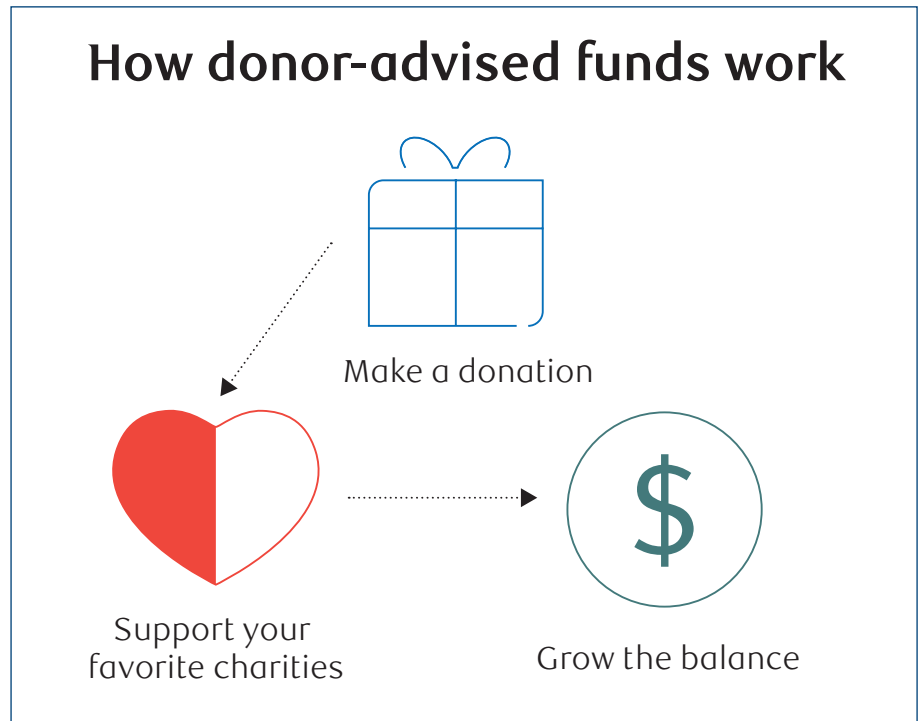 How donor-advised funds work
Make a donation
$
Support your
favorite charities
Grow the balance